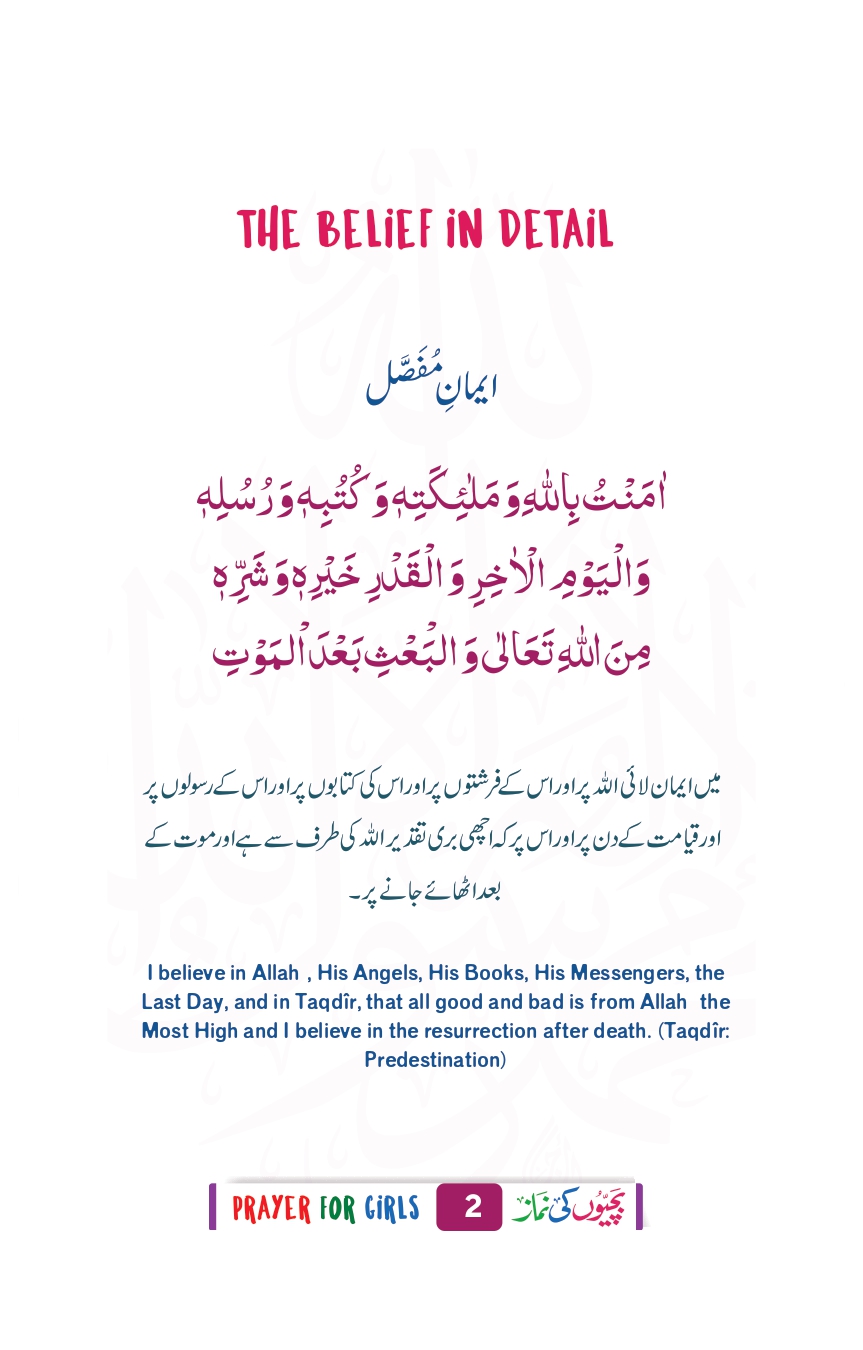 THE BELiEF iN DETAiL
ایمانِ مُفَصَّل
اٰمَنْتُ بِاللّٰهِ وَ مَلٰٓئِكَتِهٖ وَ كُتُبِهٖ وَ رُسُلِهٖ
وَ الْیَوْمِ الْاٰخِرِ وَ الْقَدْرِ خَیْرِهٖ وَ شَرِّهٖ
مِنَ اللّٰهِ تَعَالٰی وَ الْبَعْثِ بَعْدَ الْمَوْتِ
میں ایمان لائی اللہ پر اور اس کے فرشتوں پر اور اس کی کتابوں پر اور اس کے رسولوں پر
اور قیامت کے دن پر اور اس پر کہ اچھی بری تقدیر اللہ کی طرف سے ہے اور موت کے
بعد اٹھائے جانے پر۔
I believe in Allah , His Angels, His Books, His Messengers, the
Last Day, and in Taqdîr, that all good and bad is from Allah the
Most High and I believe in the resurrection after death. (Taqdîr:
Predestination)
PRAYER FOR GiRLS 2 بچیّوں کی نماز